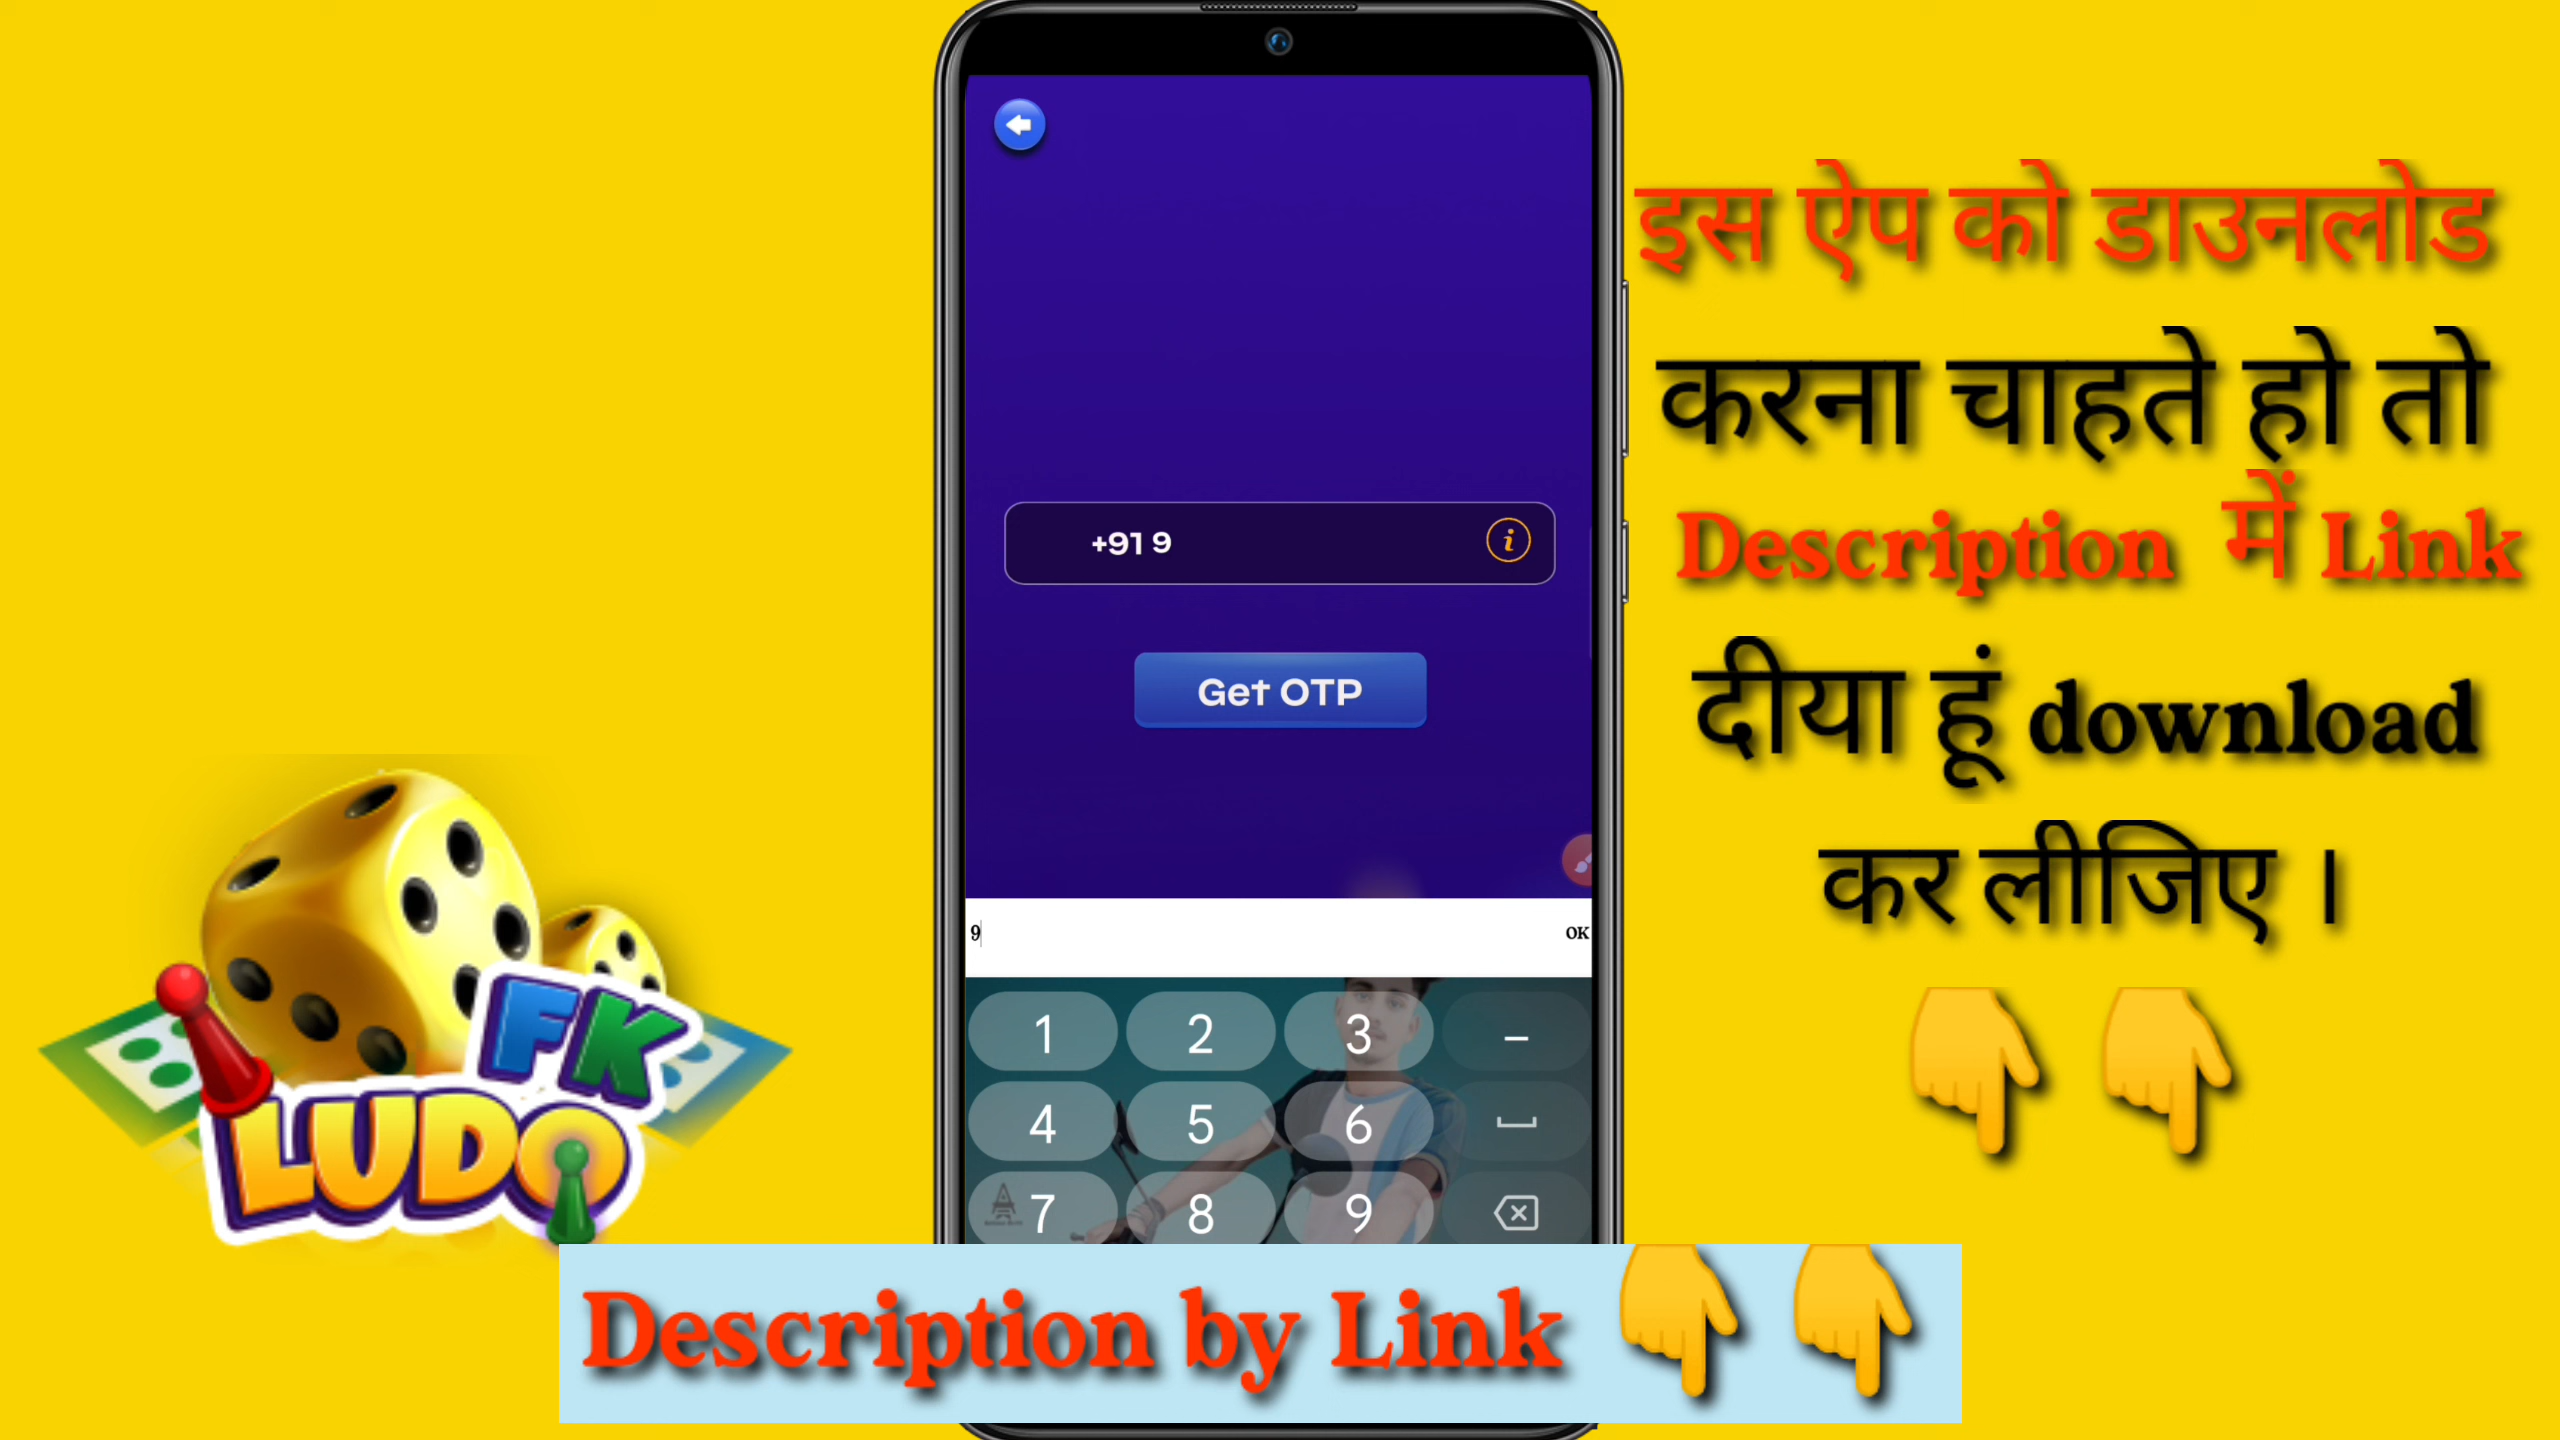 इस ऐप को डाउनलोड
करना चाहते हो तो
Description में Link
दीया हूं download
कर लीजिए ।
+91 9
i
Get OTP
9
OK
1 2 3 –
4 5 6
7 8 9
FK
LUDO
Description by Link